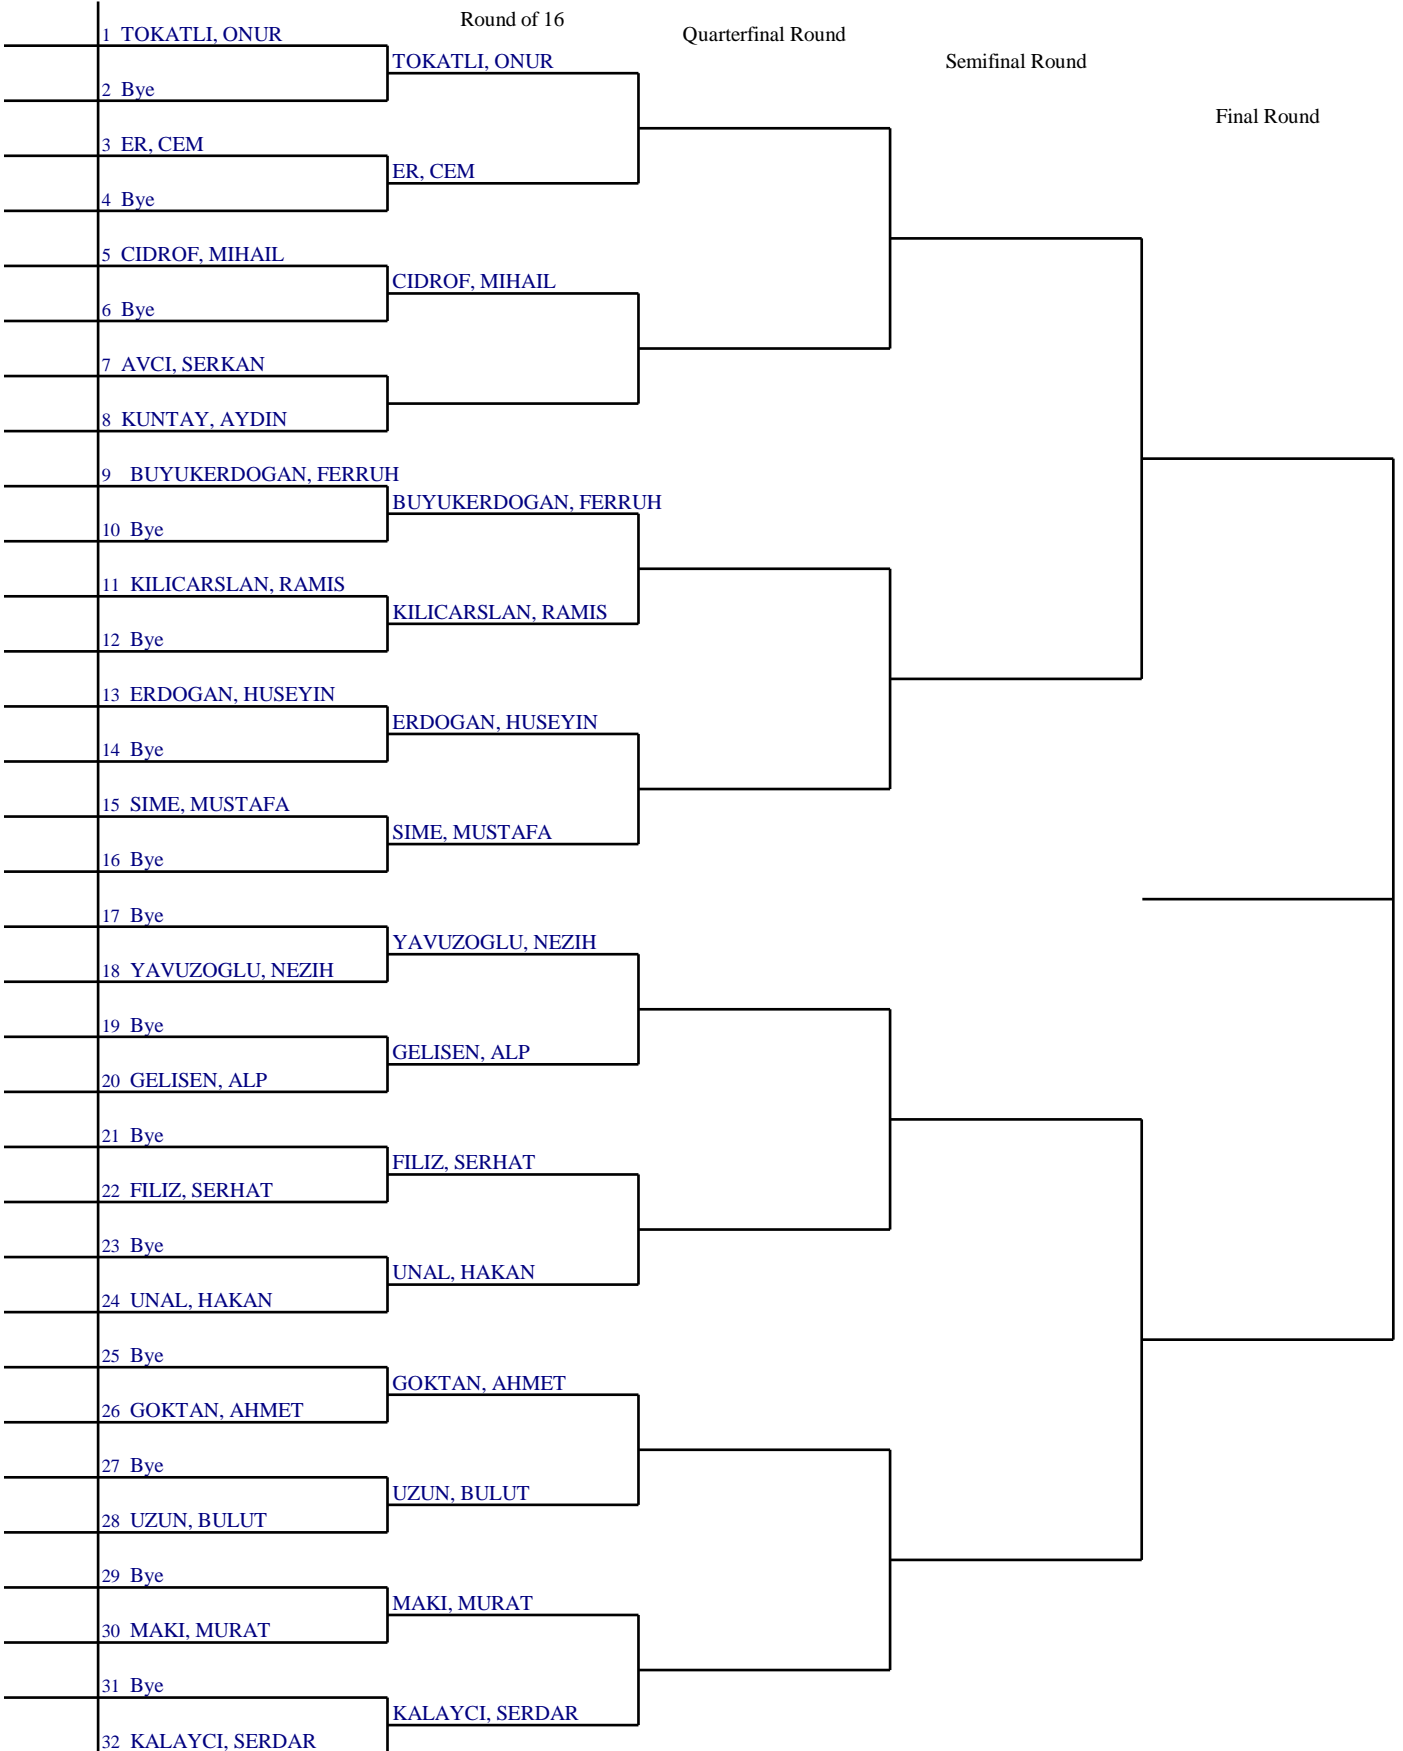 Round of 16
Quarterfinal Round
Semifinal Round
Final Round
1 TOKATLI, ONUR
TOKATLI, ONUR
2 Bye
3 ER, CEM
ER, CEM
4 Bye
5 CIDROF, MIHAIL
CIDROF, MIHAIL
6 Bye
7 AVCI, SERKAN
8 KUNTAY, AYDIN
9 BUYUKERDOGAN, FERRUH
BUYUKERDOGAN, FERRUH
10 Bye
11 KILICARSLAN, RAMIS
KILICARSLAN, RAMIS
12 Bye
13 ERDOGAN, HUSEYIN
ERDOGAN, HUSEYIN
14 Bye
15 SIME, MUSTAFA
SIME, MUSTAFA
16 Bye
17 Bye
YAVUZOGLU, NEZIH
18 YAVUZOGLU, NEZIH
19 Bye
GELISEN, ALP
20 GELISEN, ALP
21 Bye
FILIZ, SERHAT
22 FILIZ, SERHAT
23 Bye
UNAL, HAKAN
24 UNAL, HAKAN
25 Bye
GOKTAN, AHMET
26 GOKTAN, AHMET
27 Bye
UZUN, BULUT
28 UZUN, BULUT
29 Bye
MAKI, MURAT
30 MAKI, MURAT
31 Bye
KALAYCI, SERDAR
32 KALAYCI, SERDAR